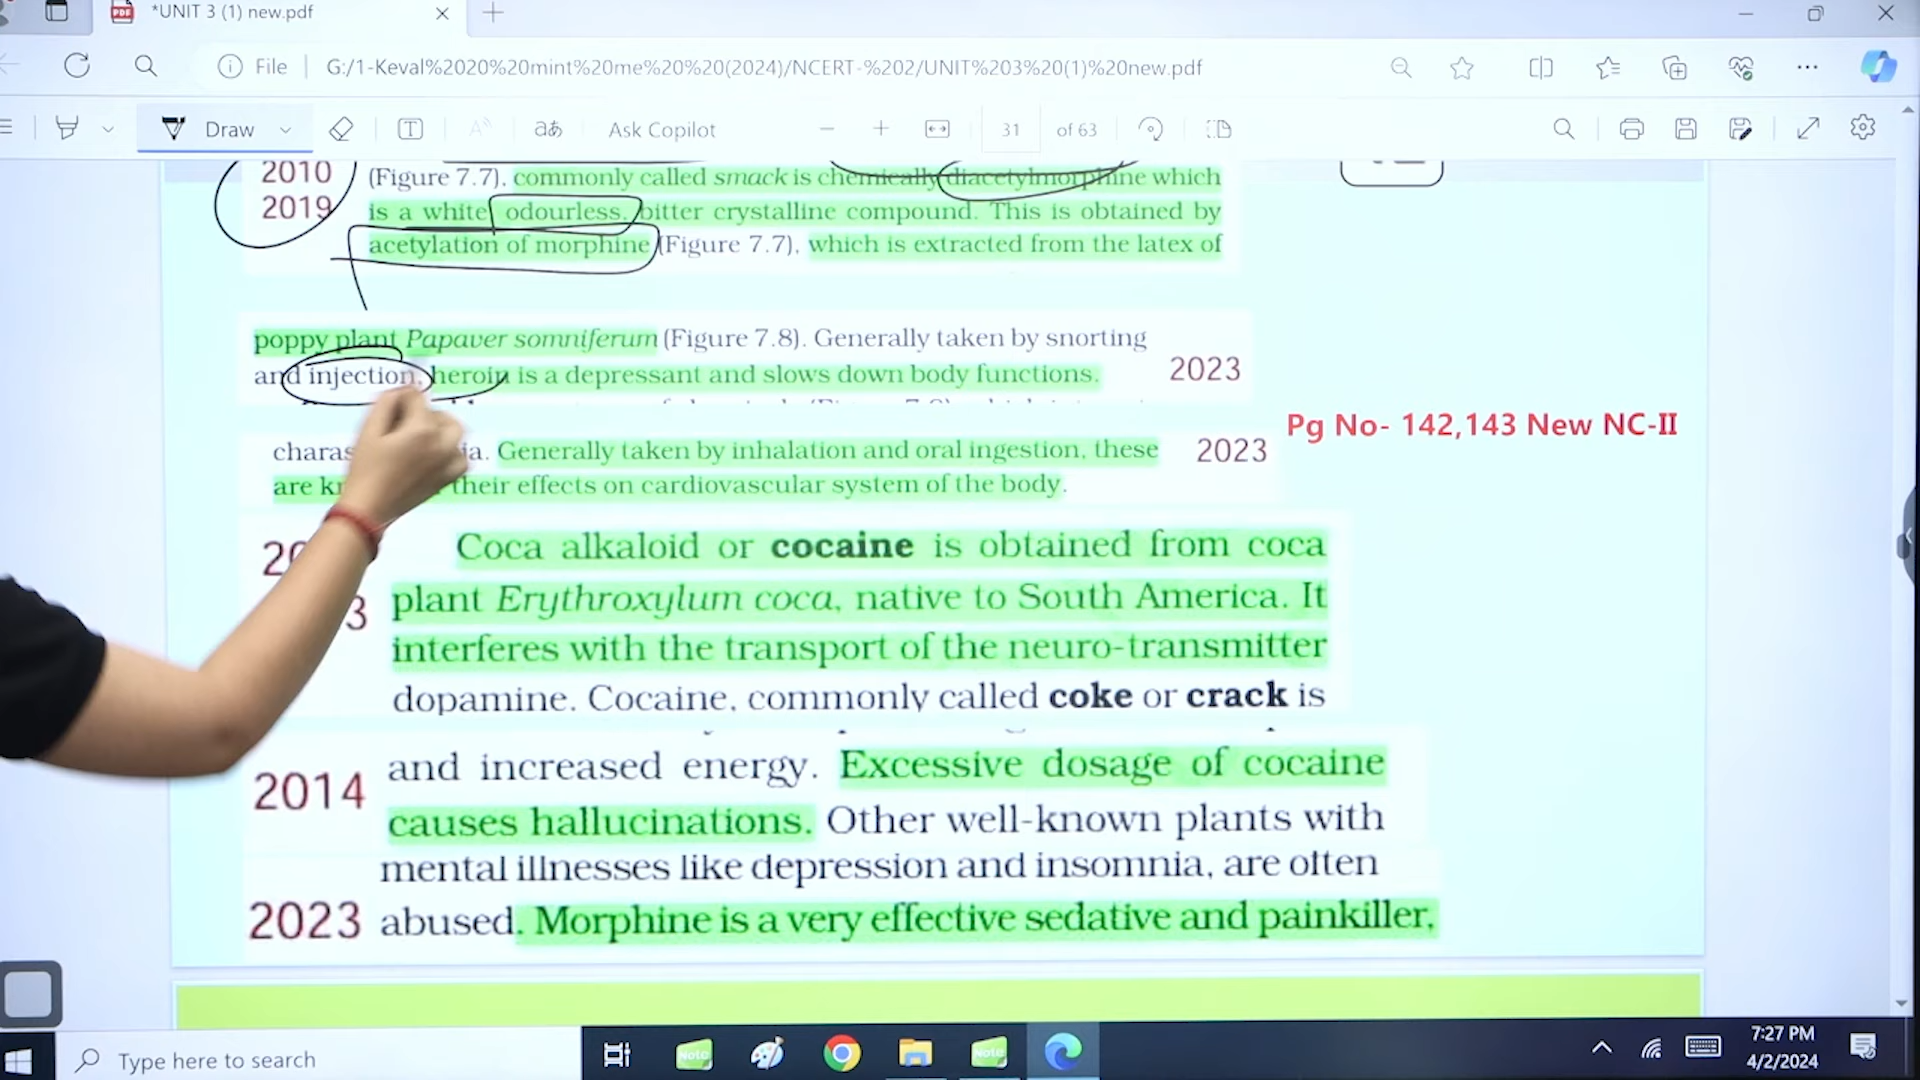 *UNIT 3 (1) new.pdf
File
G:/1-Keval%2020%20mint%20me%20%20(2024)/NCERT-%202/UNIT%203%20(1)%20new.pdf
Draw
Ask Copilot
31
of 63
2010
2019
(Figure 7.7), commonly called smack is chemically diacetylmorphine which
is a white, odourless, bitter crystalline compound. This is obtained by
acetylation of morphine (Figure 7.7), which is extracted from the latex of
poppy plant Papaver somniferum (Figure 7.8). Generally taken by snorting
and injection, heroin is a depressant and slows down body functions.
2023
Pg No- 142,143 New NC-II
charas Generally taken by inhalation and oral ingestion, these
are their effects on cardiovascular system of the body.
2023
Coca alkaloid or cocaine is obtained from coca
plant Erythroxylum coca, native to South America. It
interferes with the transport of the neuro-transmitter
dopamine. Cocaine, commonly called coke or crack is
2014
and increased energy. Excessive dosage of cocaine
causes hallucinations. Other well-known plants with
mental illnesses like depression and insomnia, are often
2023
abused. Morphine is a very effective sedative and painkiller,
Type here to search
Note
Note
7:27 PM
4/2/2024